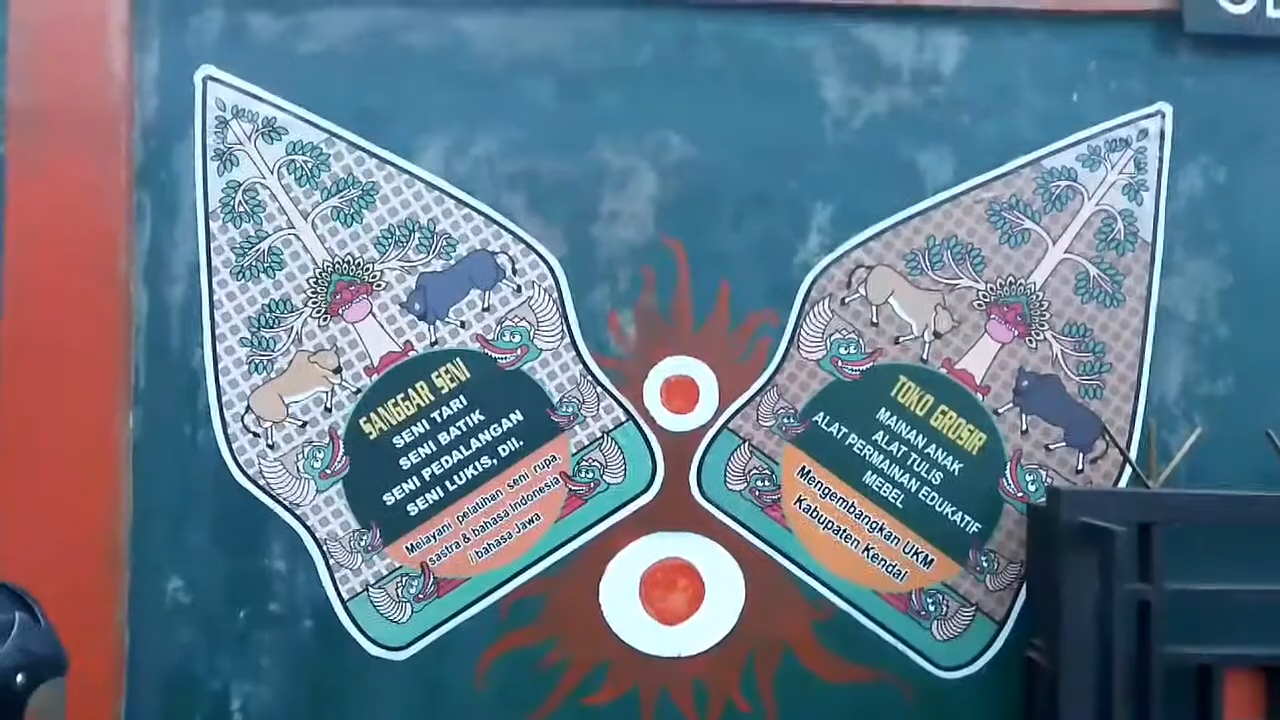 SANGGAR SENI
SENI TARI
SENI BATIK
SENI PEDALANGAN
SENI LUKIS, Dll.
Melayani pelatihan seni rupa,
sastra & bahasa Indonesia
/ bahasa Jawa
TOKO GROSIR
MAINAN ANAK
ALAT TULIS
ALAT PERMAINAN EDUKATIF
MEBEL
Mengembangkan UKM
Kabupaten Kendal